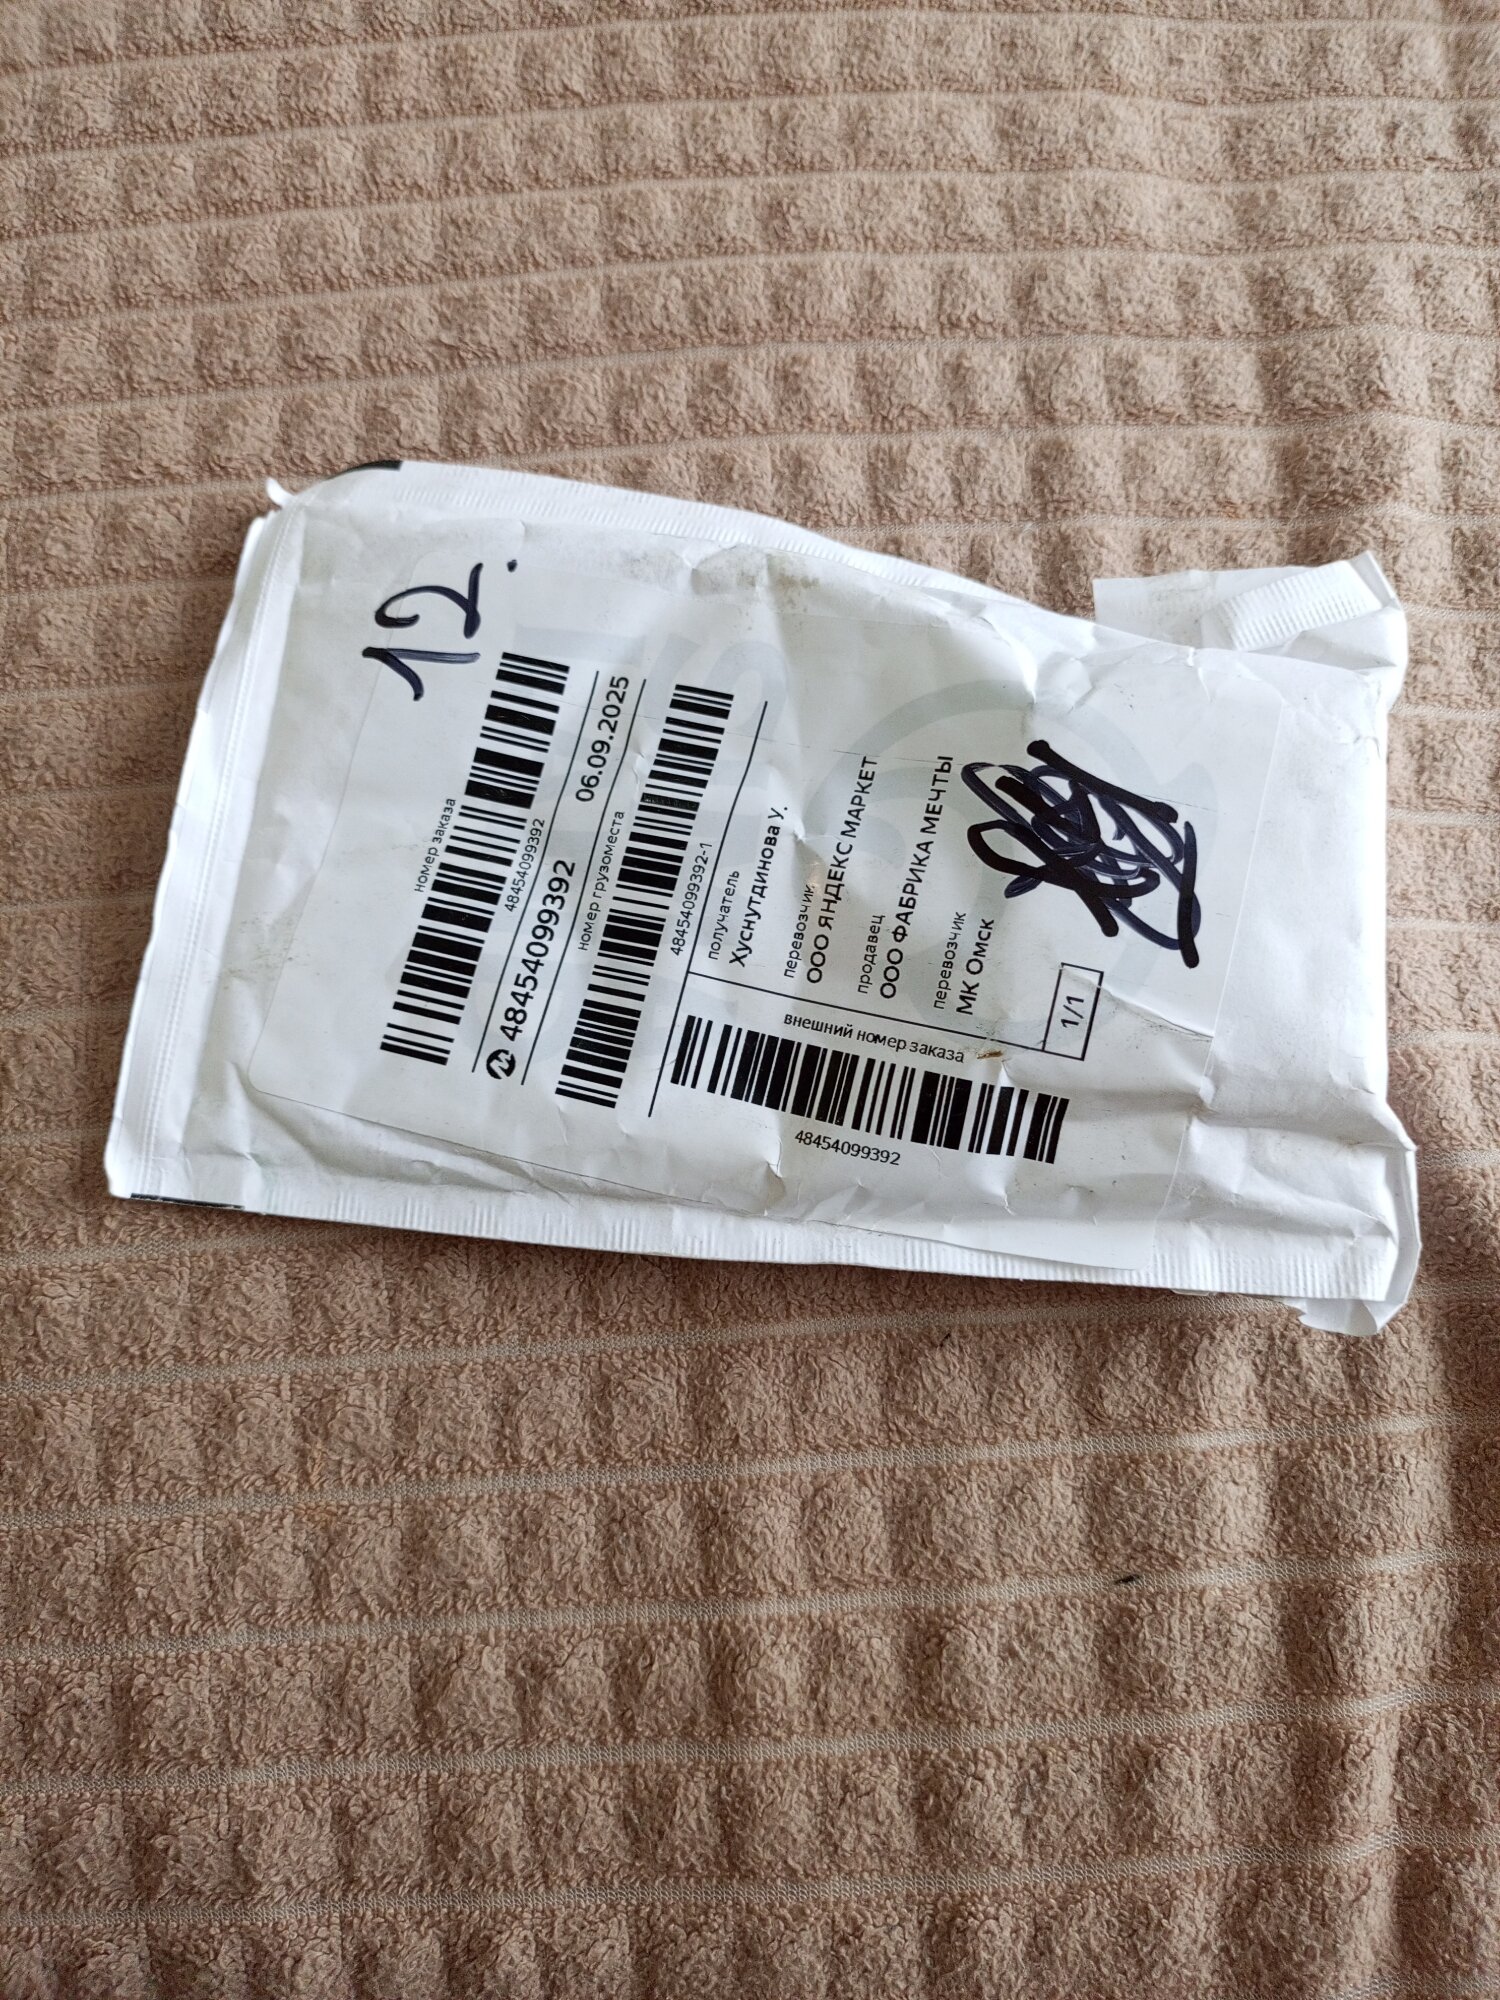 12.
номер заказа
48454099392
48454099392
06.09.2025
номер грузоместа
48454099392-1
получатель
Хуснутдинова У.
перевозчик
ООО ЯНДЕКС МАРКЕТ
продавец
ООО ФАБРИКА МЕЧТЫ
перевозчик
МК Омск
1/1
внешний номер заказа
48454099392